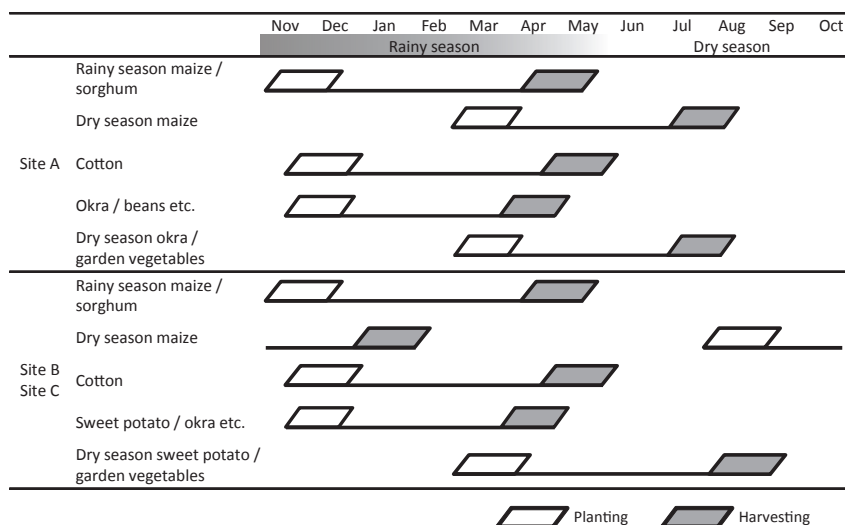 Nov Dec Jan Feb Mar Apr May Jun Jul Aug Sep Oct
Rainy season Dry season
Rainy season maize /
sorghum
Dry season maize
Site A Cotton
Okra / beans etc.
Dry season okra /
garden vegetables
Rainy season maize /
sorghum
Dry season maize
Site B
Site C
Cotton
Sweet potato / okra etc.
Dry season sweet potato /
garden vegetables
Planting Harvesting